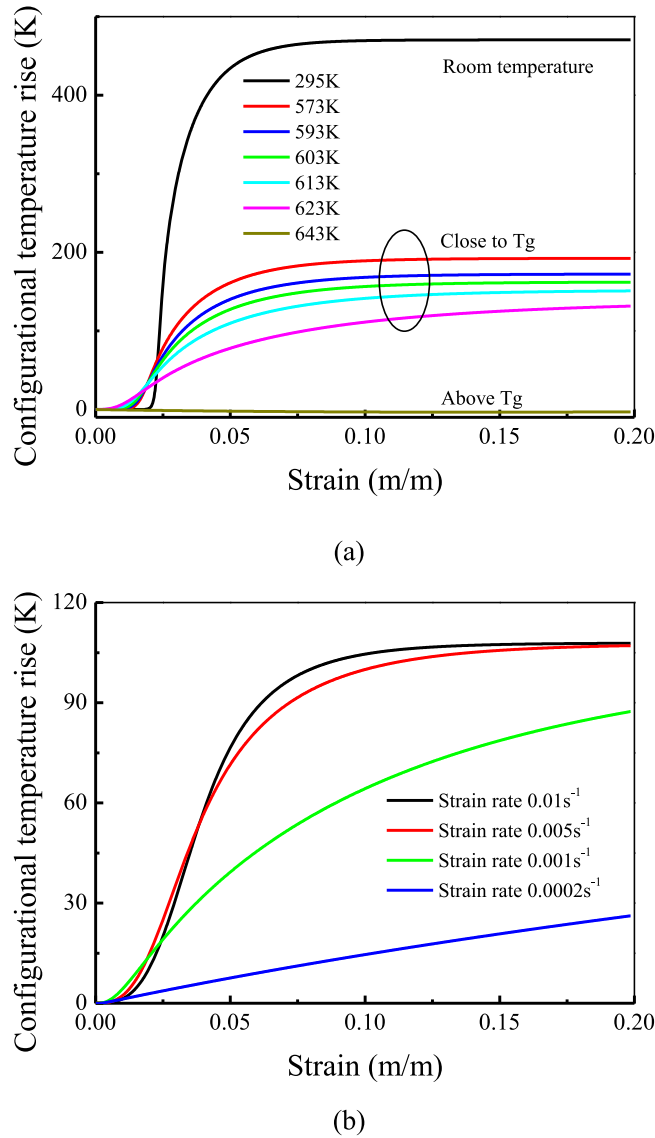 (a)
Configurational temperature rise (K)
400
200
0
Room temperature
295K
573K
593K
603K
613K
623K
643K
Close to Tg
Above Tg
0.00 0.05 0.10 0.15 0.20
Strain (m/m)
(a)
Configurational temperature rise (K)
120
90
60
30
0
Strain rate 0.01s⁻¹
Strain rate 0.005s⁻¹
Strain rate 0.001s⁻¹
Strain rate 0.0002s⁻¹
0.00 0.05 0.10 0.15 0.20
Strain (m/m)
(b)